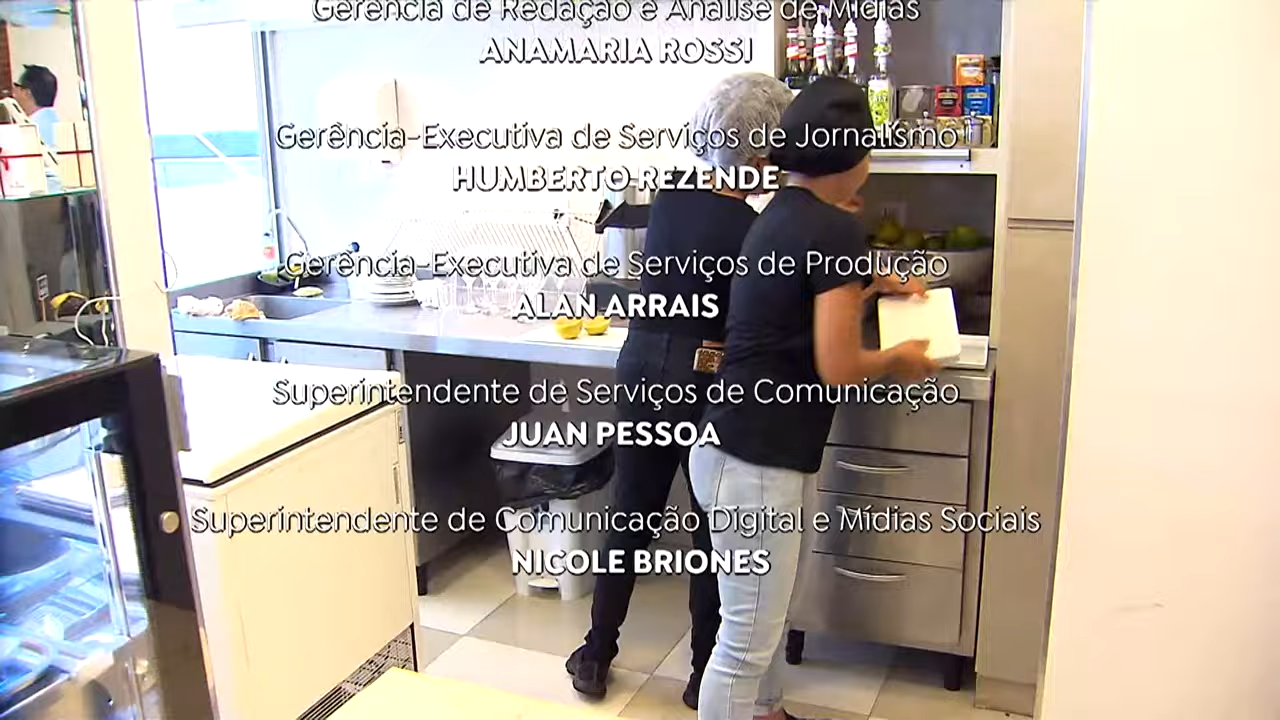 Gerência de Redação e Análise de Mídias
ANAMARIA ROSSI
Gerência-Executiva de Serviços de Jornalismo
HUMBERTO REZENDE
Gerência-Executiva de Serviços de Produção
ALAN ARRAIS
Superintendente de Serviços de Comunicação
JUAN PESSOA
Superintendente de Comunicação Digital e Mídias Sociais
NICOLE BRIONES